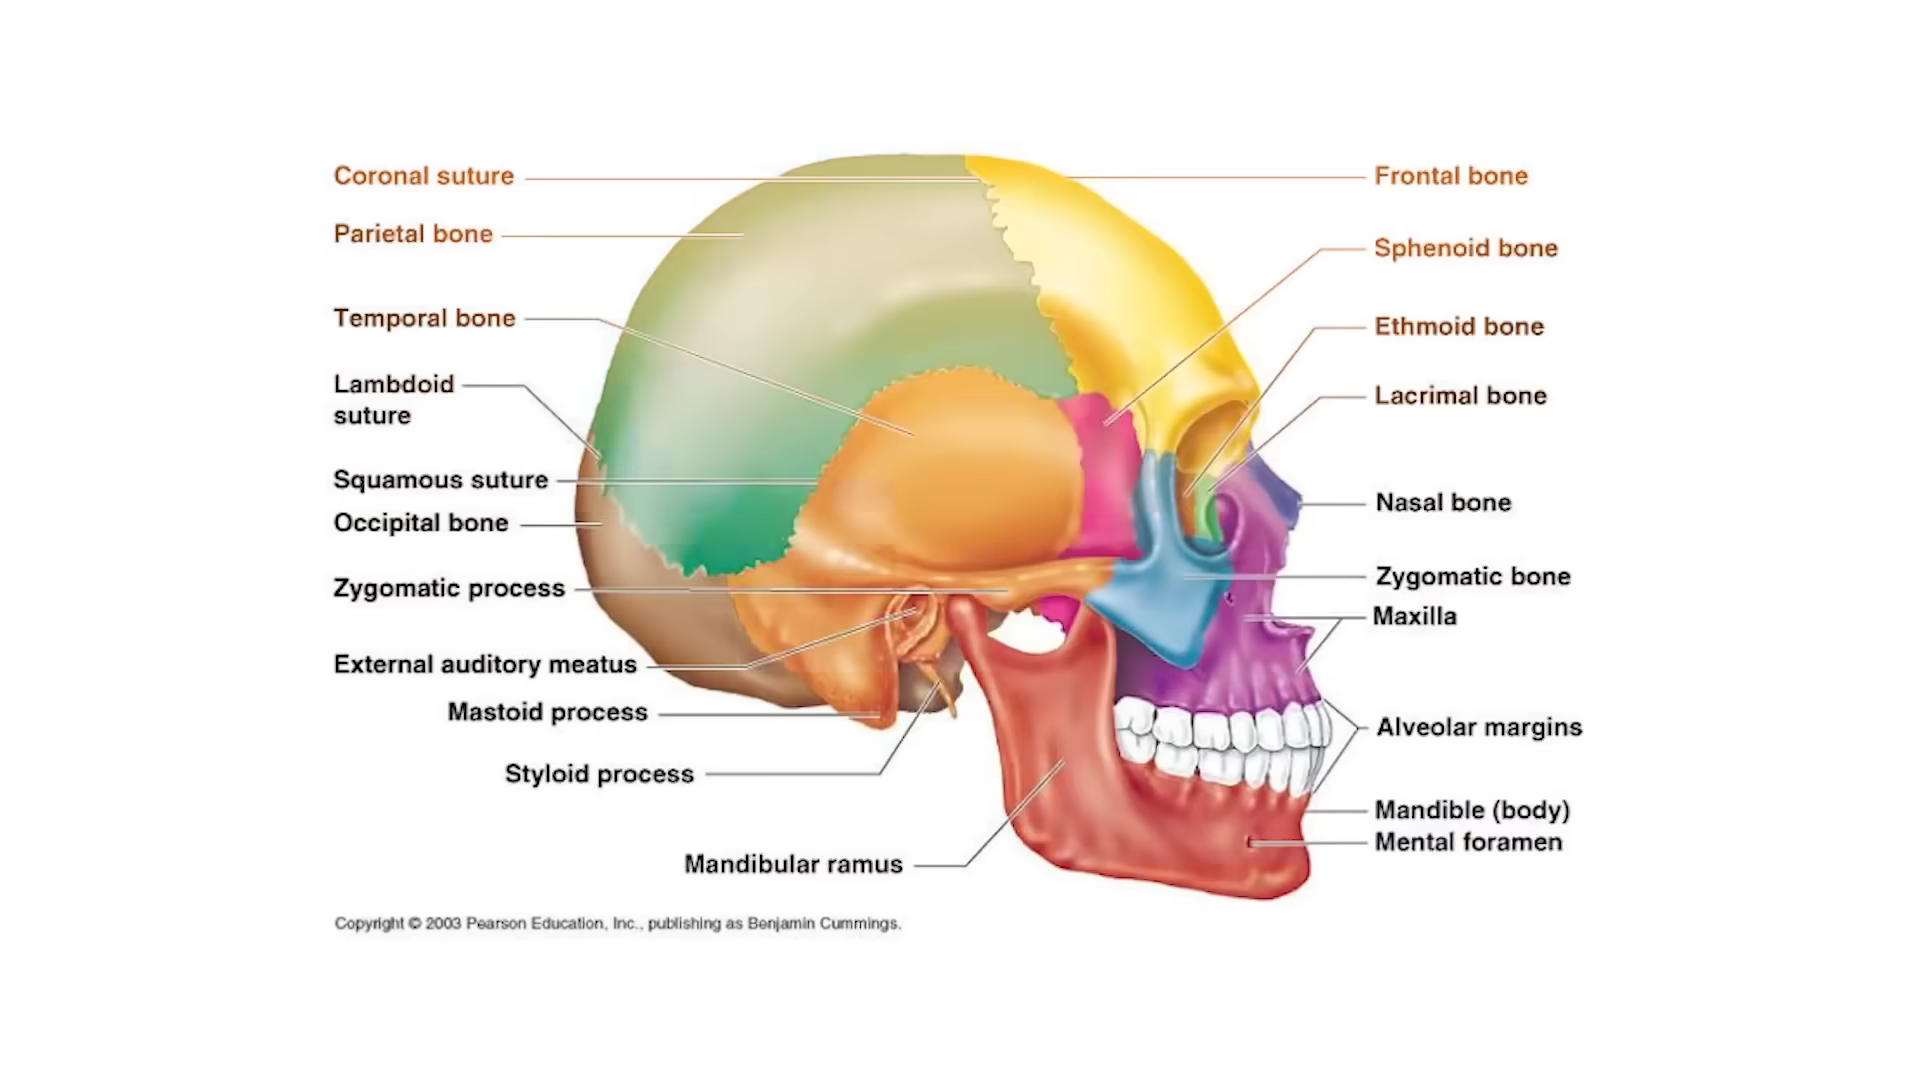 Coronal suture
Parietal bone
Temporal bone
Lambdoid
suture
Squamous suture
Occipital bone
Zygomatic process
External auditory meatus
Mastoid process
Styloid process
Mandibular ramus
Frontal bone
Sphenoid bone
Ethmoid bone
Lacrimal bone
Nasal bone
Zygomatic bone
Maxilla
Alveolar margins
Mandible (body)
Mental foramen
Copyright © 2003 Pearson Education, Inc., publishing as Benjamin Cummings.